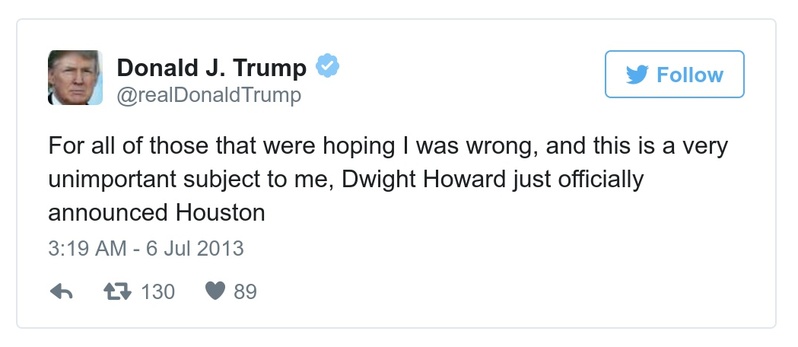 Donald J. Trump
@realDonaldTrump
Follow
For all of those that were hoping I was wrong, and this is a very
unimportant subject to me, Dwight Howard just officially
announced Houston
3:19 AM - 6 Jul 2013
130 89